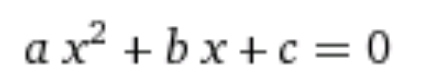 a x² + b x + c = 0